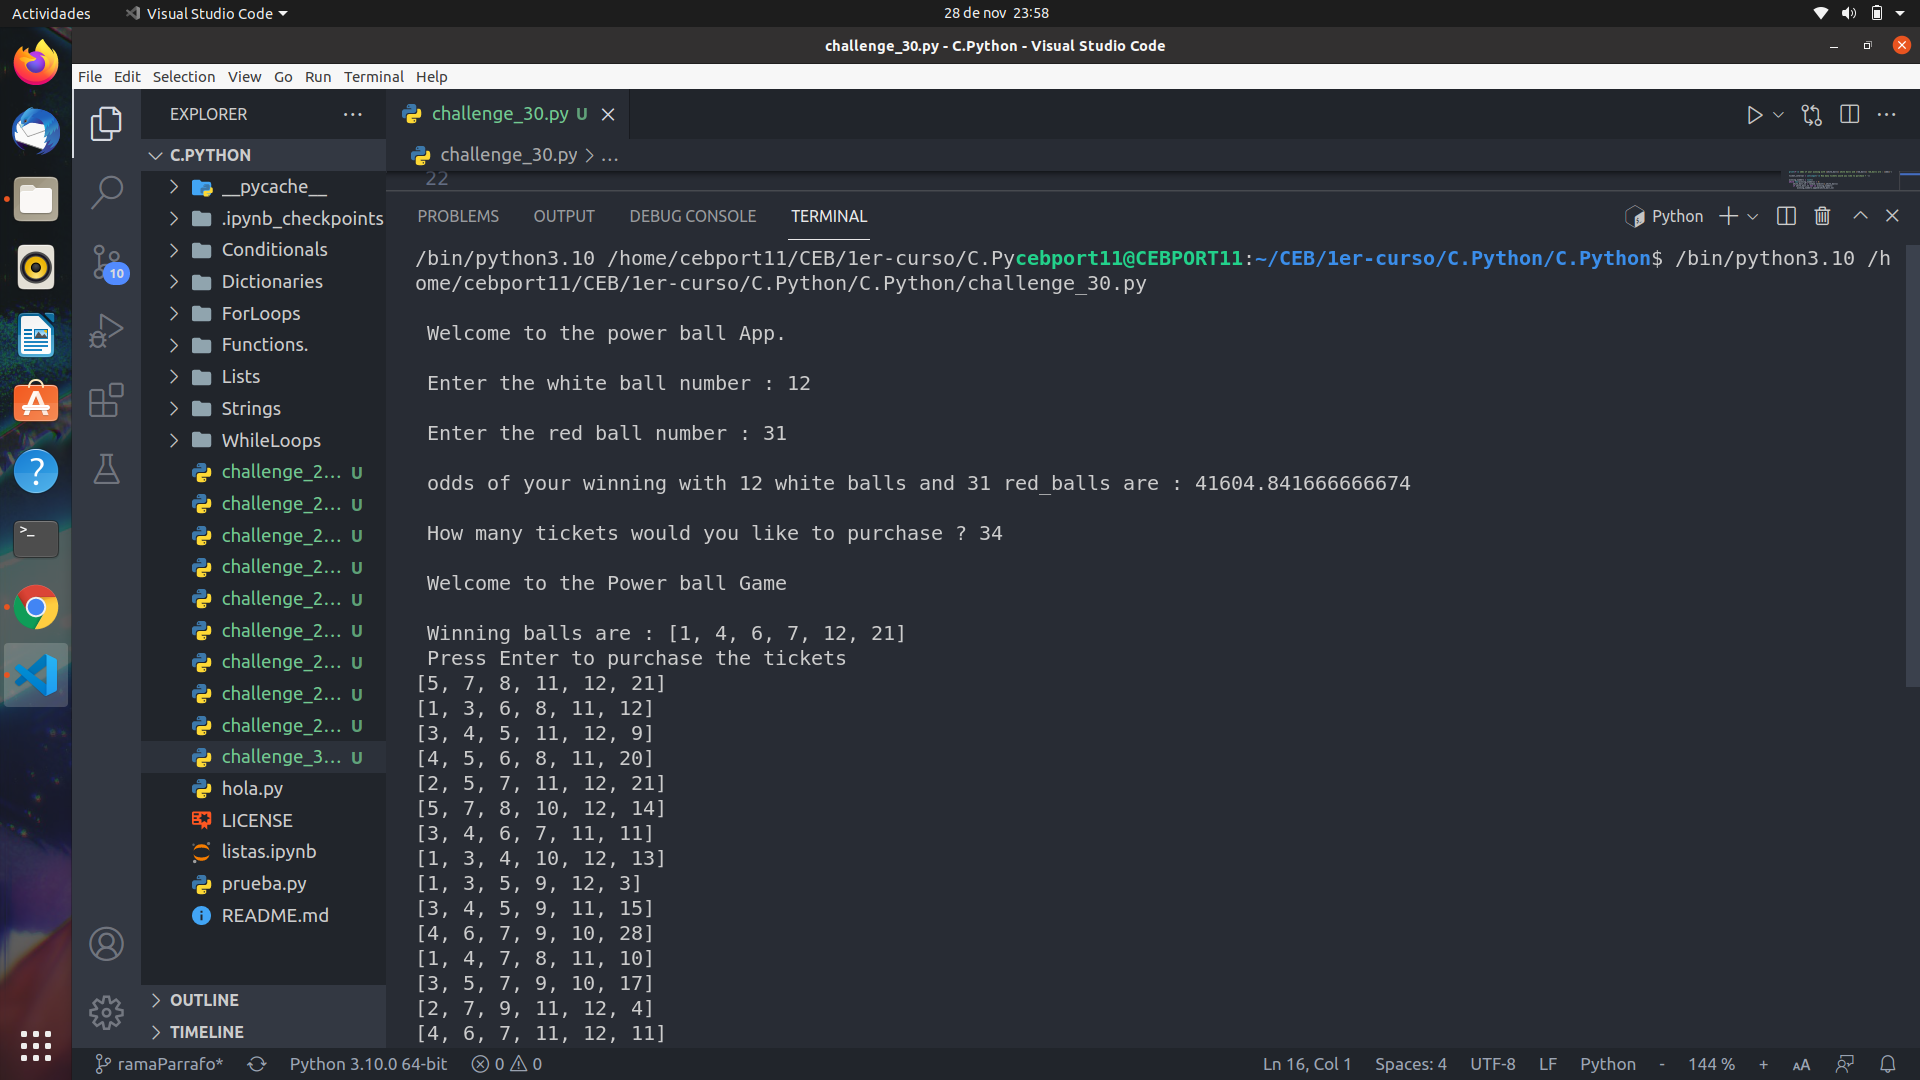 Actividades
Visual Studio Code
28 de nov 23:58
challenge_30.py - C.Python - Visual Studio Code
File Edit Selection View Go Run Terminal Help
EXPLORER
challenge_30.py U
C.PYTHON
challenge_30.py > ...
__pycache__
.ipynb_checkpoints
Conditionals
Dictionaries
ForLoops
Functions.
Lists
Strings
WhileLoops
challenge_2... U
challenge_2... U
challenge_2... U
challenge_2... U
challenge_2... U
challenge_2... U
challenge_2... U
challenge_2... U
challenge_2... U
challenge_3... U
hola.py
LICENSE
listas.ipynb
prueba.py
README.md
OUTLINE
TIMELINE
10
22
PROBLEMS OUTPUT DEBUG CONSOLE TERMINAL
Python
/bin/python3.10 /home/cebport11/CEB/1er-curso/C.Pycebport11@CEBPORT11:~/CEB/1er-curso/C.Python/C.Python$ /bin/python3.10 /h
ome/cebport11/CEB/1er-curso/C.Python/C.Python/challenge_30.py
Welcome to the power ball App.
Enter the white ball number : 12
Enter the red ball number : 31
odds of your winning with 12 white balls and 31 red_balls are : 41604.841666666674
How many tickets would you like to purchase ? 34
Welcome to the Power ball Game
Winning balls are : [1, 4, 6, 7, 12, 21]
Press Enter to purchase the tickets
[5, 7, 8, 11, 12, 21]
[1, 3, 6, 8, 11, 12]
[3, 4, 5, 11, 12, 9]
[4, 5, 6, 8, 11, 20]
[2, 5, 7, 11, 12, 21]
[5, 7, 8, 10, 12, 14]
[3, 4, 6, 7, 11, 11]
[1, 3, 4, 10, 12, 13]
[1, 3, 5, 9, 12, 3]
[3, 4, 5, 9, 11, 15]
[4, 6, 7, 9, 10, 28]
[1, 4, 7, 8, 11, 10]
[3, 5, 7, 9, 10, 17]
[2, 7, 9, 11, 12, 4]
[4, 6, 7, 11, 12, 11]
ramaParrafo* Python 3.10.0 64-bit 0 0 Ln 16, Col 1 Spaces: 4 UTF-8 LF Python - 144 % + AA